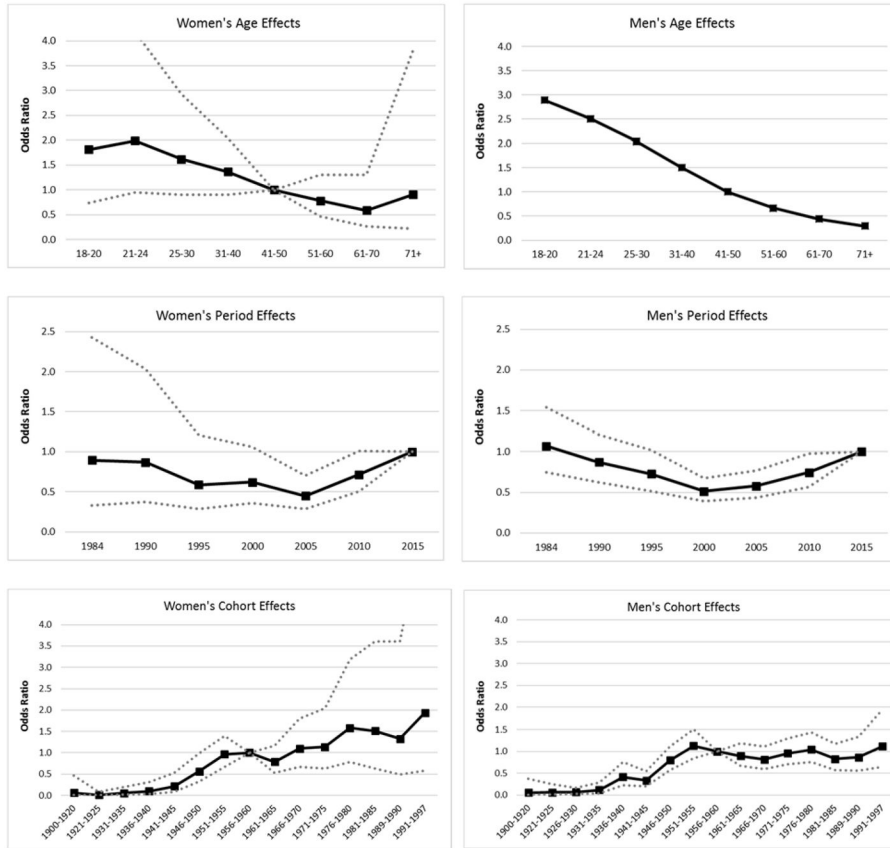 Women's Age Effects
4.0
3.5
3.0
2.5
2.0
1.5
1.0
0.5
0.0
Odds Ratio
18-20 21-24 25-30 31-40 41-50 51-60 61-70 71+
Men's Age Effects
4.0
3.5
3.0
2.5
2.0
1.5
1.0
0.5
0.0
Odds Ratio
18-20 21-24 25-30 31-40 41-50 51-60 61-70 71+
Women's Period Effects
2.5
2.0
1.5
1.0
0.5
0.0
Odds Ratio
1984 1990 1995 2000 2005 2010 2015
Men's Period Effects
2.5
2.0
1.5
1.0
0.5
0.0
Odds Ratio
1984 1990 1995 2000 2005 2010 2015
Women's Cohort Effects
4.0
3.5
3.0
2.5
2.0
1.5
1.0
0.5
0.0
Odds Ratio
1900-1920 1921-1925 1931-1935 1936-1940 1941-1945 1946-1950 1951-1955 1956-1960 1961-1965 1966-1970 1971-1975 1976-1980 1981-1985 1989-1990 1991-1997
Men's Cohort Effects
4.0
3.5
3.0
2.5
2.0
1.5
1.0
0.5
0.0
Odds Ratio
1900-1920 1921-1925 1926-1930 1931-1935 1936-1940 1941-1945 1946-1950 1951-1955 1956-1960 1961-1965 1966-1970 1971-1975 1976-1980 1981-1985 1989-1990 1991-1997